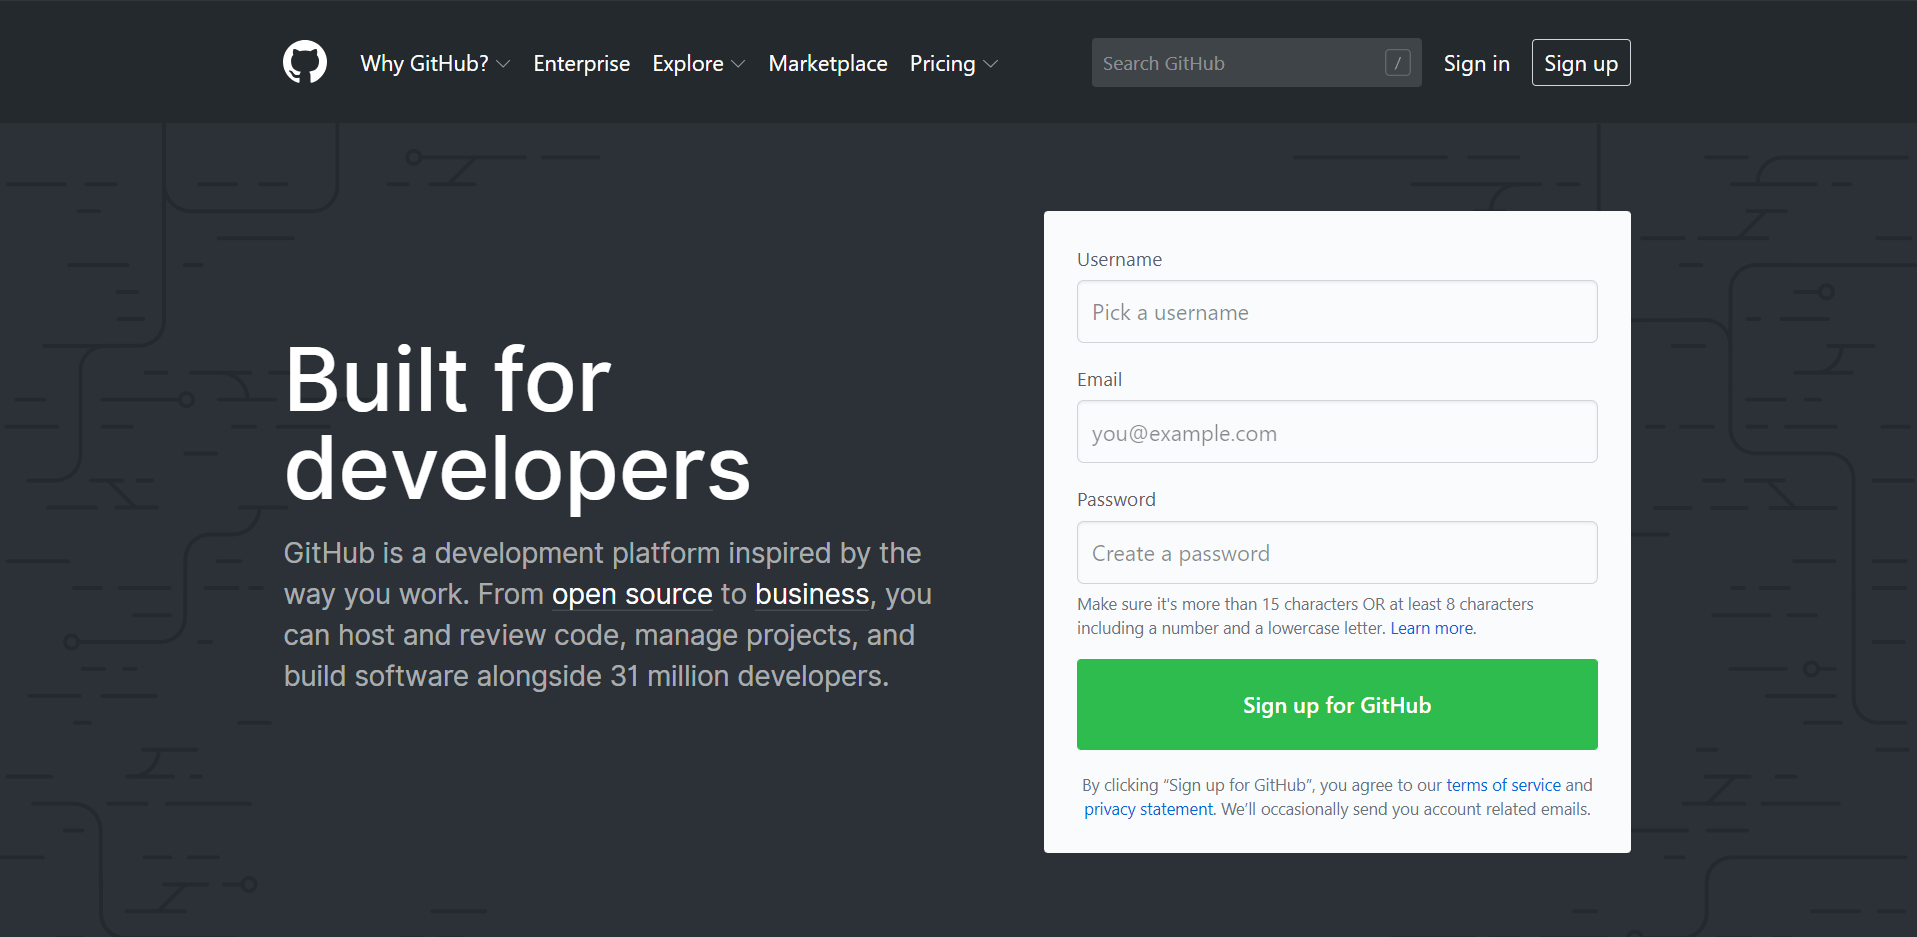 Why GitHub? Enterprise Explore Marketplace Pricing Search GitHub / Sign in Sign up
Built for
developers
GitHub is a development platform inspired by the
way you work. From open source to business, you
can host and review code, manage projects, and
build software alongside 31 million developers.
Username
Pick a username
Email
you@example.com
Password
Create a password
Make sure it's more than 15 characters OR at least 8 characters
including a number and a lowercase letter. Learn more.
Sign up for GitHub
By clicking “Sign up for GitHub”, you agree to our terms of service and
privacy statement. We’ll occasionally send you account related emails.